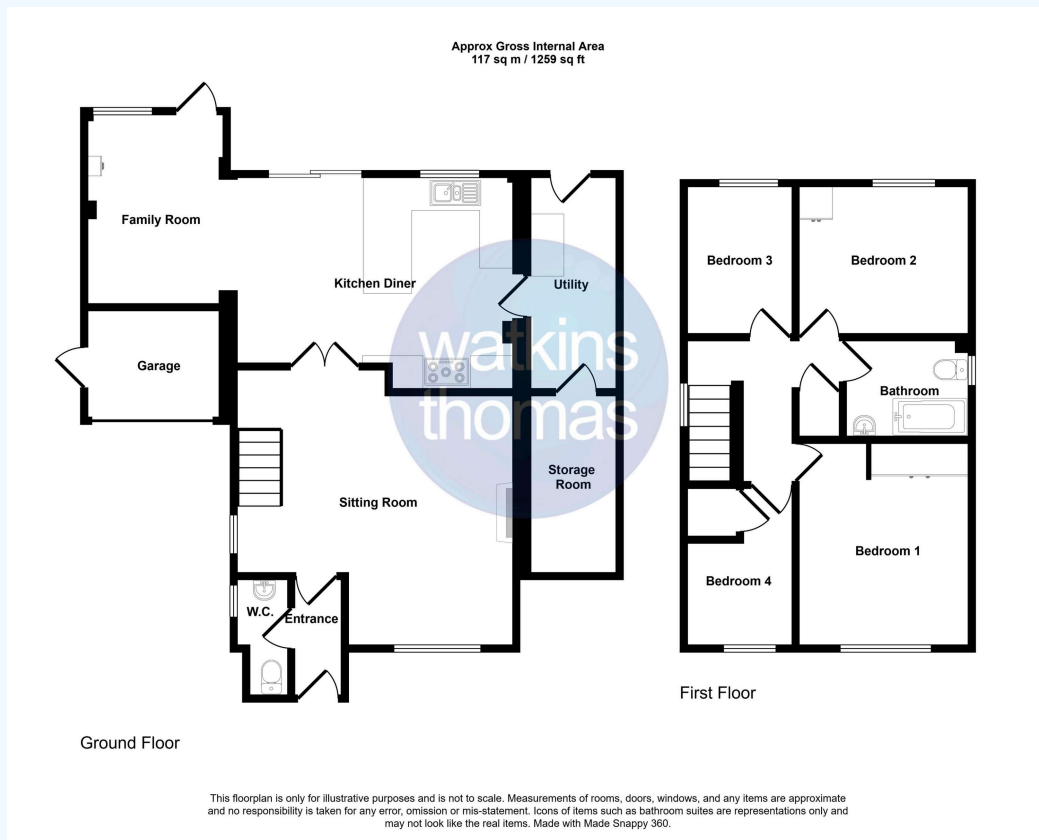 Approx Gross Internal Area
117 sq m / 1259 sq ft
Family Room
Kitchen Diner
Utility
Garage
Sitting Room
Storage
Room
W.C.
Entrance
Ground Floor
watkins
thomas
Bedroom 3
Bedroom 2
Bathroom
Bedroom 1
Bedroom 4
First Floor
This floorplan is only for illustrative purposes and is not to scale. Measurements of rooms, doors, windows, and any items are approximate
and no responsibility is taken for any error, omission or mis-statement. Icons of items such as bathroom suites are representations only and
may not look like the real items. Made with Made Snappy 360.